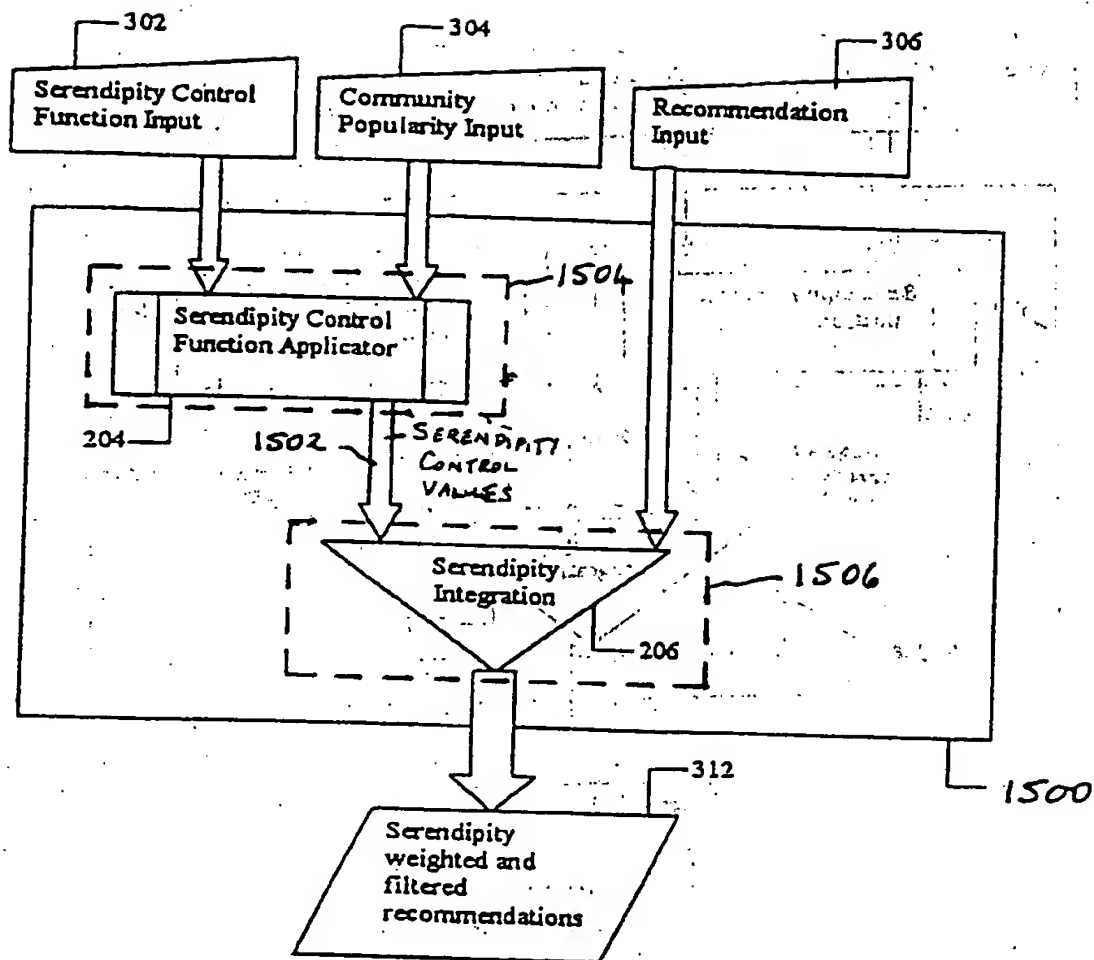 302
304
306
Serendipity Control
Function Input
Community
Popularity Input
Recommendation
Input
1504
Serendipity Control
Function Applicator
204
1502
SERENDIPITY
CONTROL
VALUES
Serendipity
Integration
1506
206
312
1500
Serendipity
weighted and
filtered
recommendations